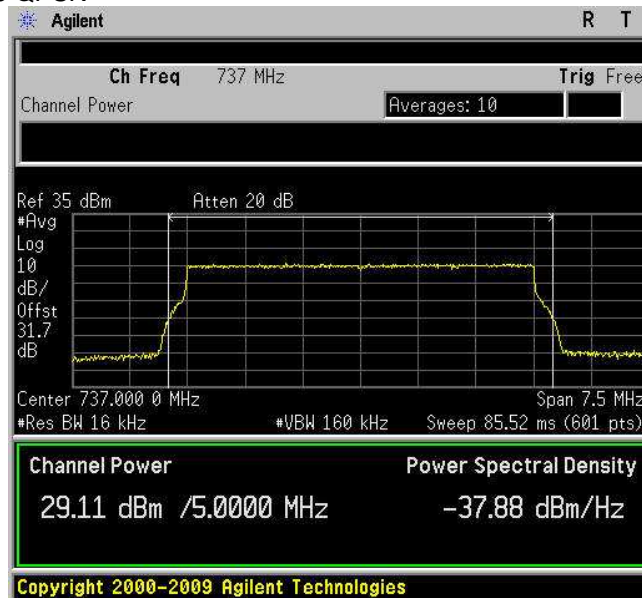 Agilent R T
Ch Freq 737 MHz Trig Free
Channel Power Averages: 10
Ref 35 dBm Atten 20 dB
#Avg
Log
10
dB/
Offst
31.7
dB
Center 737.000 0 MHz Span 7.5 MHz
#Res BW 16 kHz #VBW 160 kHz Sweep 85.52 ms (601 pts)
Channel Power Power Spectral Density
29.11 dBm /5.0000 MHz -37.88 dBm/Hz
Copyright 2000-2009 Agilent Technologies